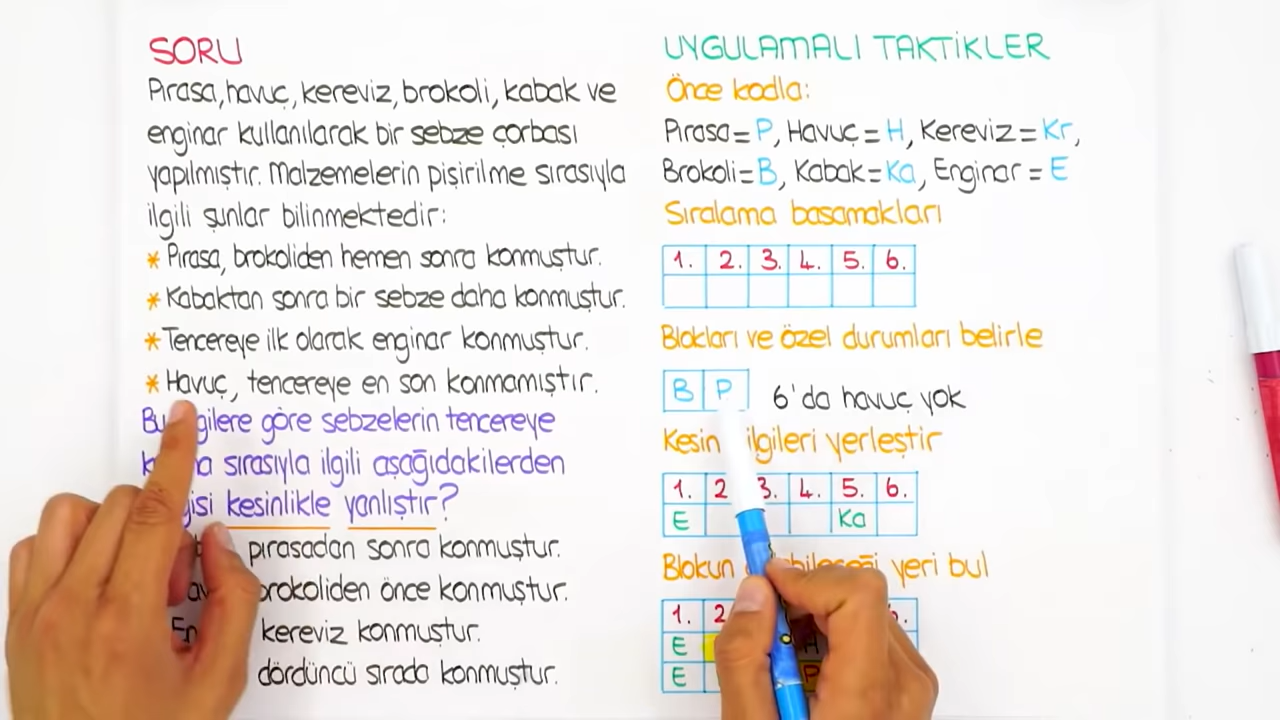 SORU
Pırasa, havuç, kereviz, brokoli, kabak ve
enginar kullanılarak bir sebze çorbası
yapılmıştır. Malzemelerin pişirilme sırasıyla
ilgili şunlar bilinmektedir:
* Pırasa, brokoliden hemen sonra konmuştur.
* Kabaktan sonra bir sebze daha konmuştur.
* Tencereye ilk olarak enginar konmuştur.
* Havuç, tencereye en son konmamıştır.
göre sebzelerin tencereye
sırasıyla ilgili aşağıdakilerden
kesinlikle yanlıştır?
pırasadan sonra konmuştur.
brokoliden önce konmuştur.
kereviz konmuştur.
dördüncü sırada konmuştur.
UYGULAMALI TAKTİKLER
Önce kodla:
Pırasa = P, Havuç = H, Kereviz = Kr,
Brokoli = B, Kabak = Ka, Enginar = E
Sıralama basamakları
1. 2. 3. 4. 5. 6.
Blokları ve özel durumları belirle
B P 6'da havuç yok
Kesin bilgileri yerleştir
1. 2 3. 4. 5. 6.
E Ka
Blokun yeri bul
1. 2
E H
E P